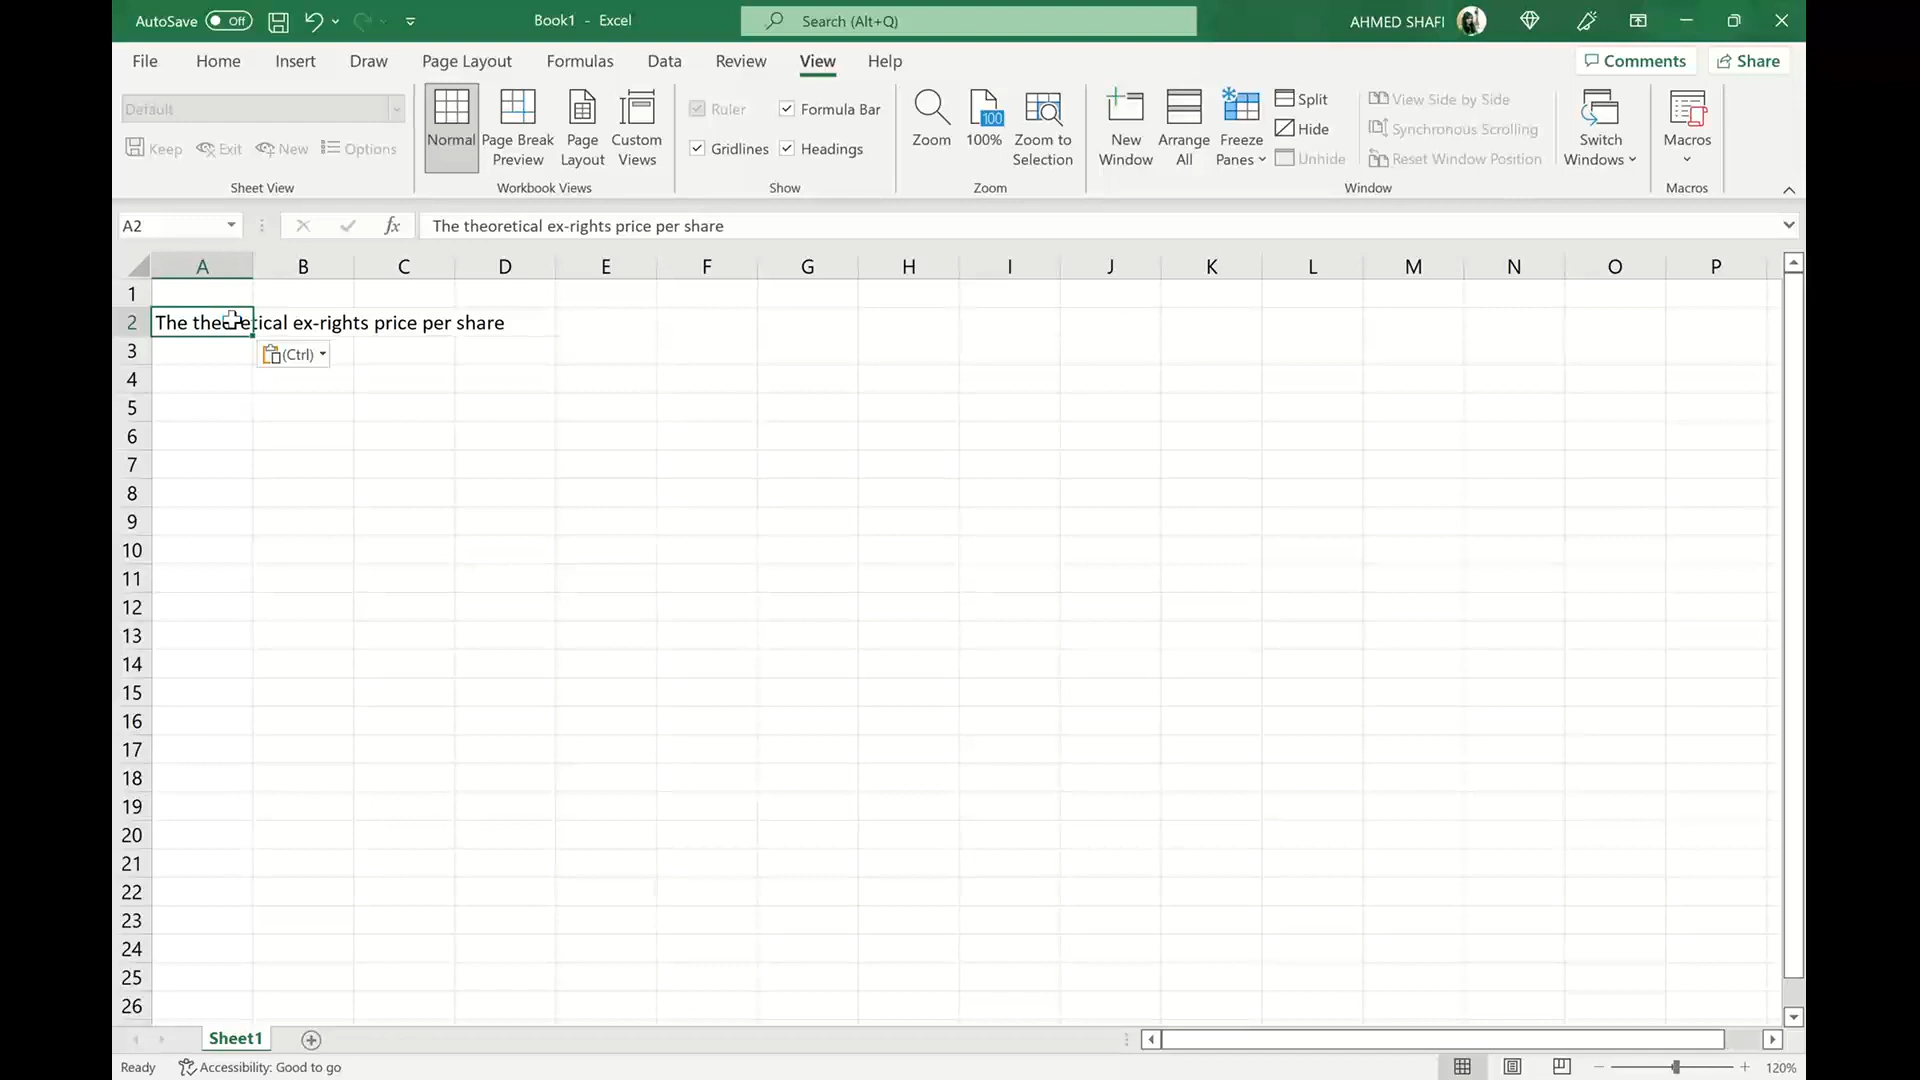 AutoSave Off Book1 - Excel Search (Alt+Q) AHMED SHAFI
File Home Insert Draw Page Layout Formulas Data Review View Help Comments Share
Default
Keep Exit New Options
Sheet View
Normal
Page Break Preview
Page Layout
Custom Views
Workbook Views
Ruler Formula Bar
Gridlines Headings
Show
Zoom
100
100%
Zoom to Selection
Zoom
New Window
Arrange All
Freeze Panes
Split
Hide
Unhide
View Side by Side
Synchronous Scrolling
Reset Window Position
Window
Switch Windows
Macros
Macros
A2 fx The theoretical ex-rights price per share
A B C D E F G H I J K L M N O P
1
2 The theoretical ex-rights price per share
3 (Ctrl)
4
5
6
7
8
9
10
11
12
13
14
15
16
17
18
19
20
21
22
23
24
25
26
Sheet1
Ready Accessibility: Good to go 120%